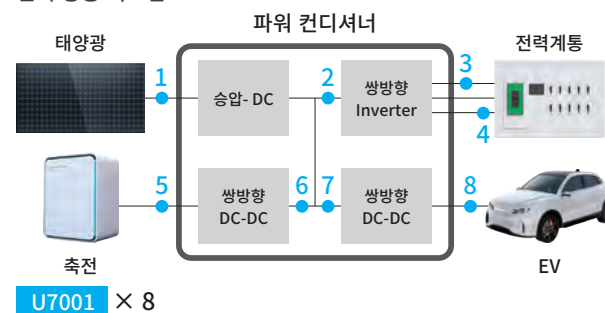 파워 컨디셔너
태양광
전력계통
1
2
3
승압- DC
쌍방향
Inverter
4
5
6
7
8
쌍방향
DC-DC
쌍방향
DC-DC
축전
EV
U7001 × 8